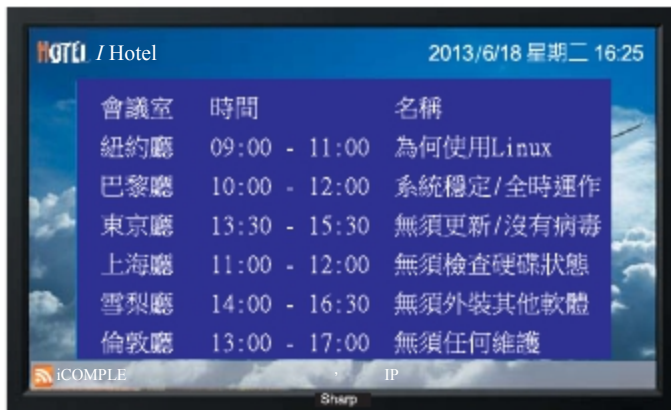 HOTEL I Hotel
2013/6/18 星期二 16:25
會議室 時間 名稱
紐約廳 09:00 - 11:00 為何使用Linux
巴黎廳 10:00 - 12:00 系統穩定/全時運作
東京廳 13:30 - 15:30 無須更新/沒有病毒
上海廳 11:00 - 12:00 無須檢查硬碟狀態
雪梨廳 14:00 - 16:30 無須外裝其他軟體
倫敦廳 13:00 - 17:00 無須任何維護
iCOMPLE , IP
Sharp